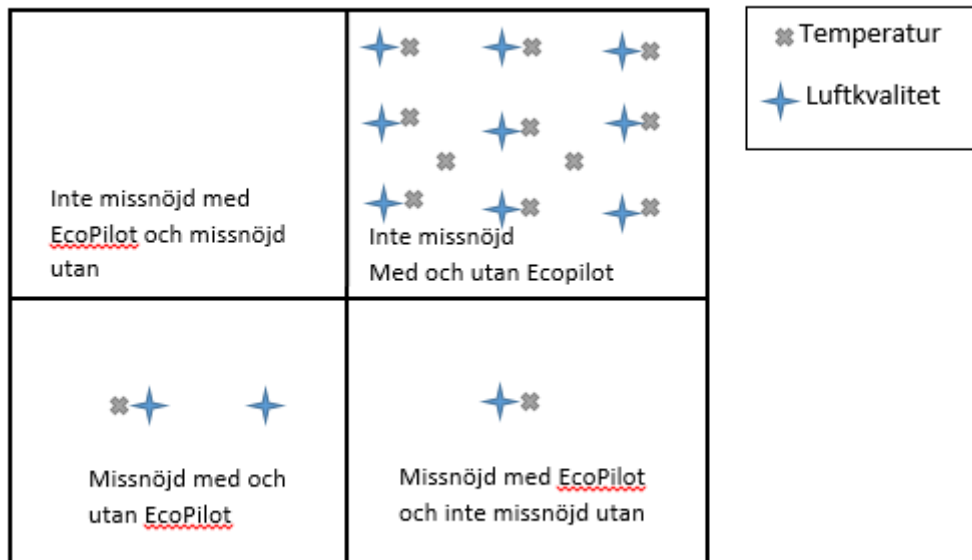 Temperatur
Luftkvalitet
Inte missnöjd med
EcoPilot och missnöjd
utan
Inte missnöjd
Med och utan Ecopilot
Missnöjd med och
utan EcoPilot
Missnöjd med EcoPilot
och inte missnöjd utan